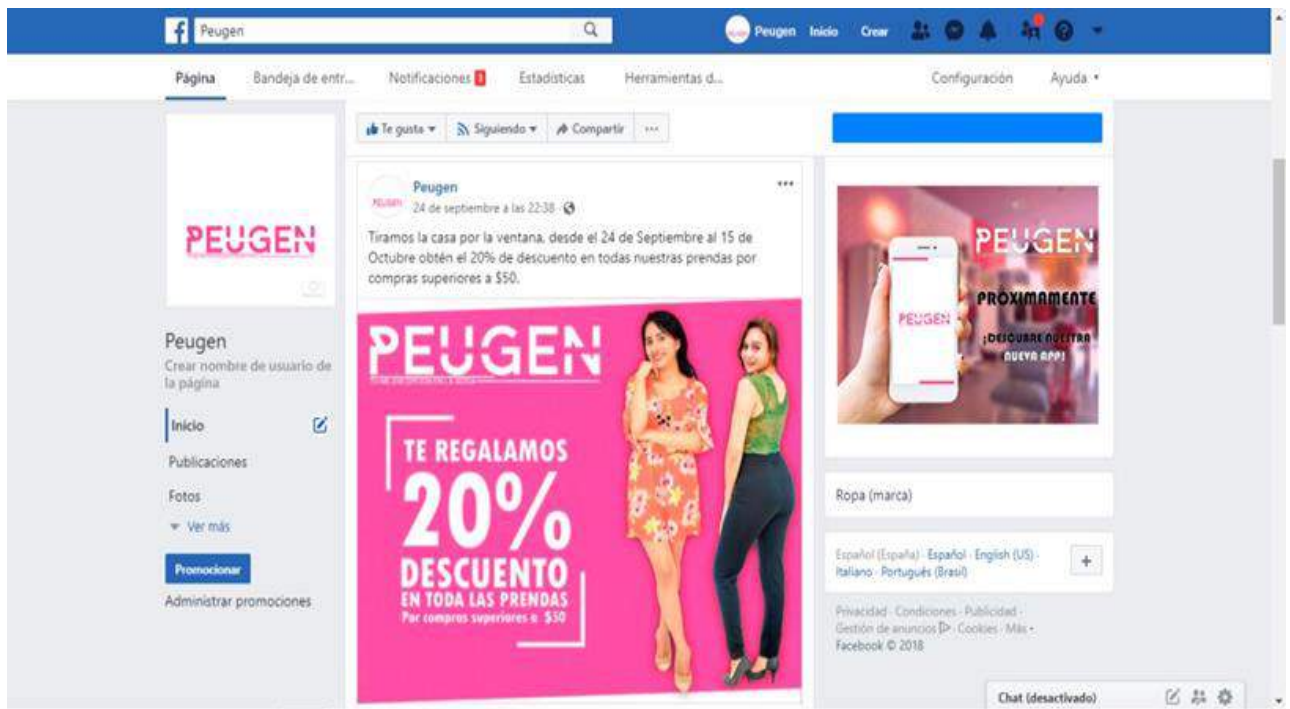 Peugen
Peugen Inicio Crear
Página Bandeja de entr... Notificaciones Estadísticas Herramientas d... Configuración Ayuda
PEUGEN
Peugen
Crear nombre de usuario de
la página
Inicio
Publicaciones
Fotos
Ver más
Promocionar
Administrar promociones
Te gusta Siguiendo Compartir ...
Peugen
24 de septiembre a las 22:38
Tiramos la casa por la ventana, desde el 24 de Septiembre al 15 de
Octubre obtén el 20% de descuento en todas nuestras prendas por
compras superiores a $50.
PEUGEN
TE REGALAMOS
20%
DESCUENTO
EN TODA LAS PRENDAS
Por compras superiores a $50
PEUGEN
PEUGEN
PRÓXIMAMENTE
¡DESCUBRE NUESTRA
NUEVA APP!
Ropa (marca)
Español (España) · Español · English (US) ·
Italiano · Português (Brasil)
Privacidad · Condiciones · Publicidad ·
Gestión de anuncios · Cookies · Más
Facebook © 2018
Chat (desactivado)